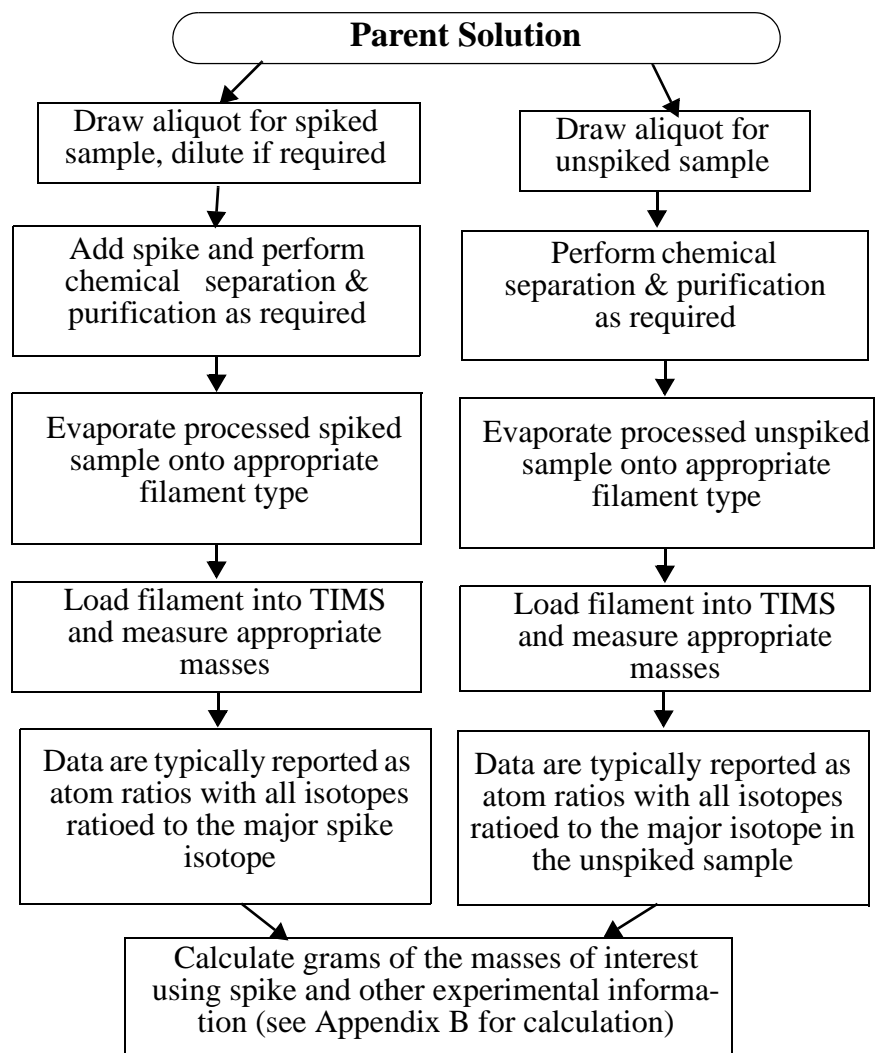 Parent Solution
Draw aliquot for spiked
sample, dilute if required
Add spike and perform
chemical separation &
purification as required
Evaporate processed spiked
sample onto appropriate
filament type
Load filament into TIMS
and measure appropriate
masses
Data are typically reported as
atom ratios with all isotopes
ratioed to the major spike
isotope
Draw aliquot for
unspiked sample
Perform chemical
separation & purification
as required
Evaporate processed unspiked
sample onto appropriate
filament type
Load filament into TIMS
and measure appropriate
masses
Data are typically reported as
atom ratios with all isotopes
ratioed to the major isotope in
the unspiked sample
Calculate grams of the masses of interest
using spike and other experimental informa-
tion (see Appendix B for calculation)